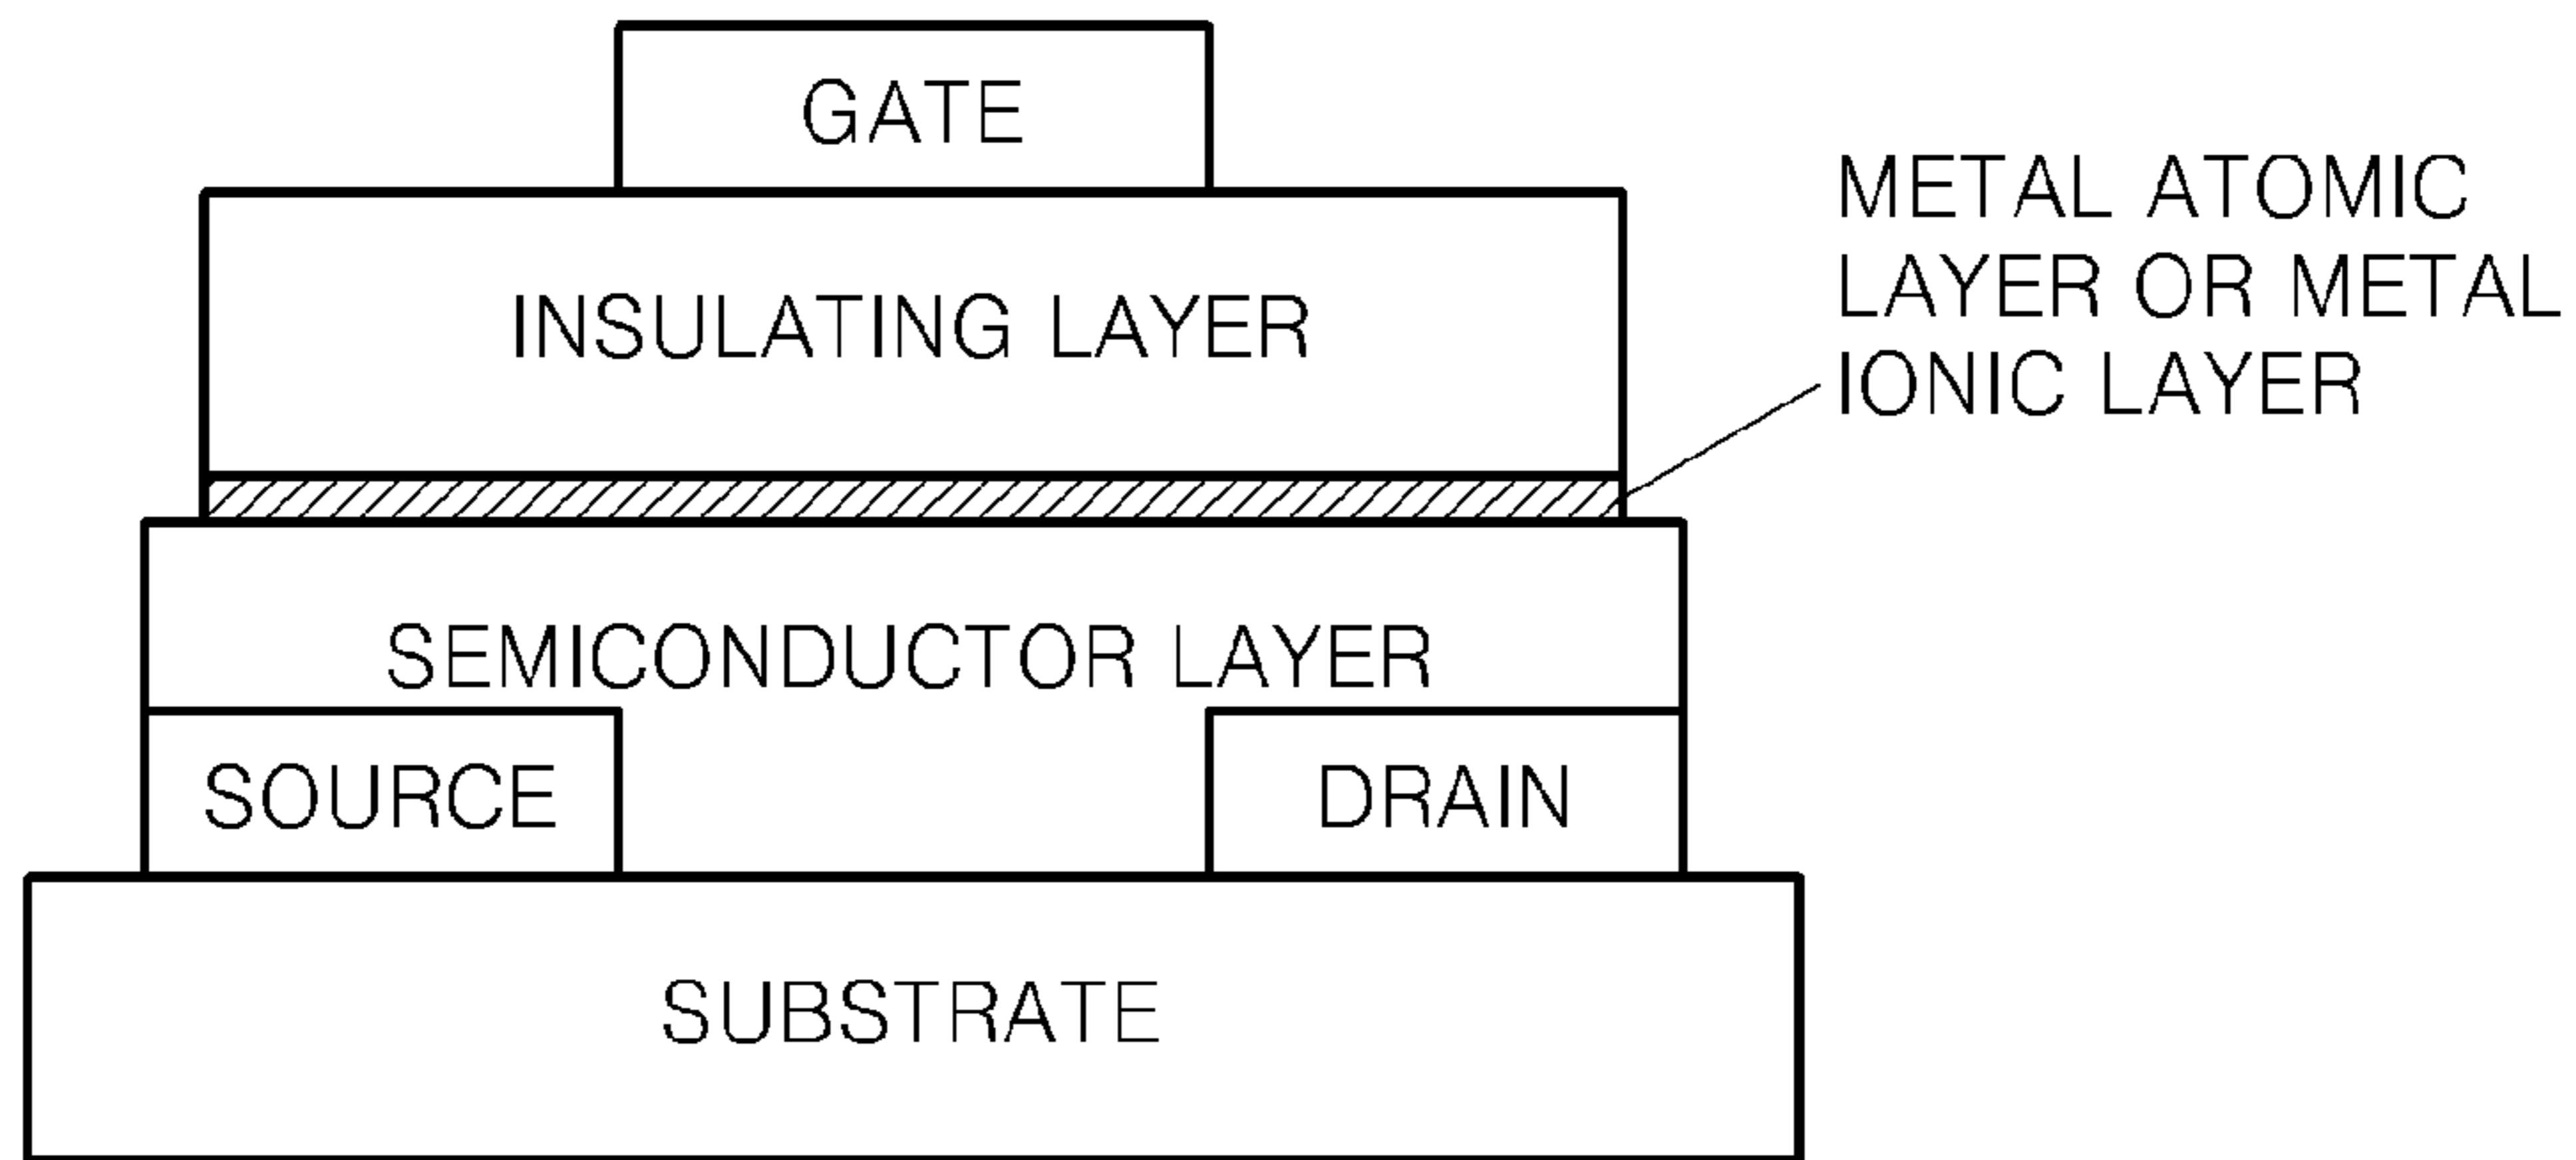 GATE
METAL ATOMIC
LAYER OR METAL
IONIC LAYER
INSULATING LAYER
SEMICONDUCTOR LAYER
SOURCE
DRAIN
SUBSTRATE